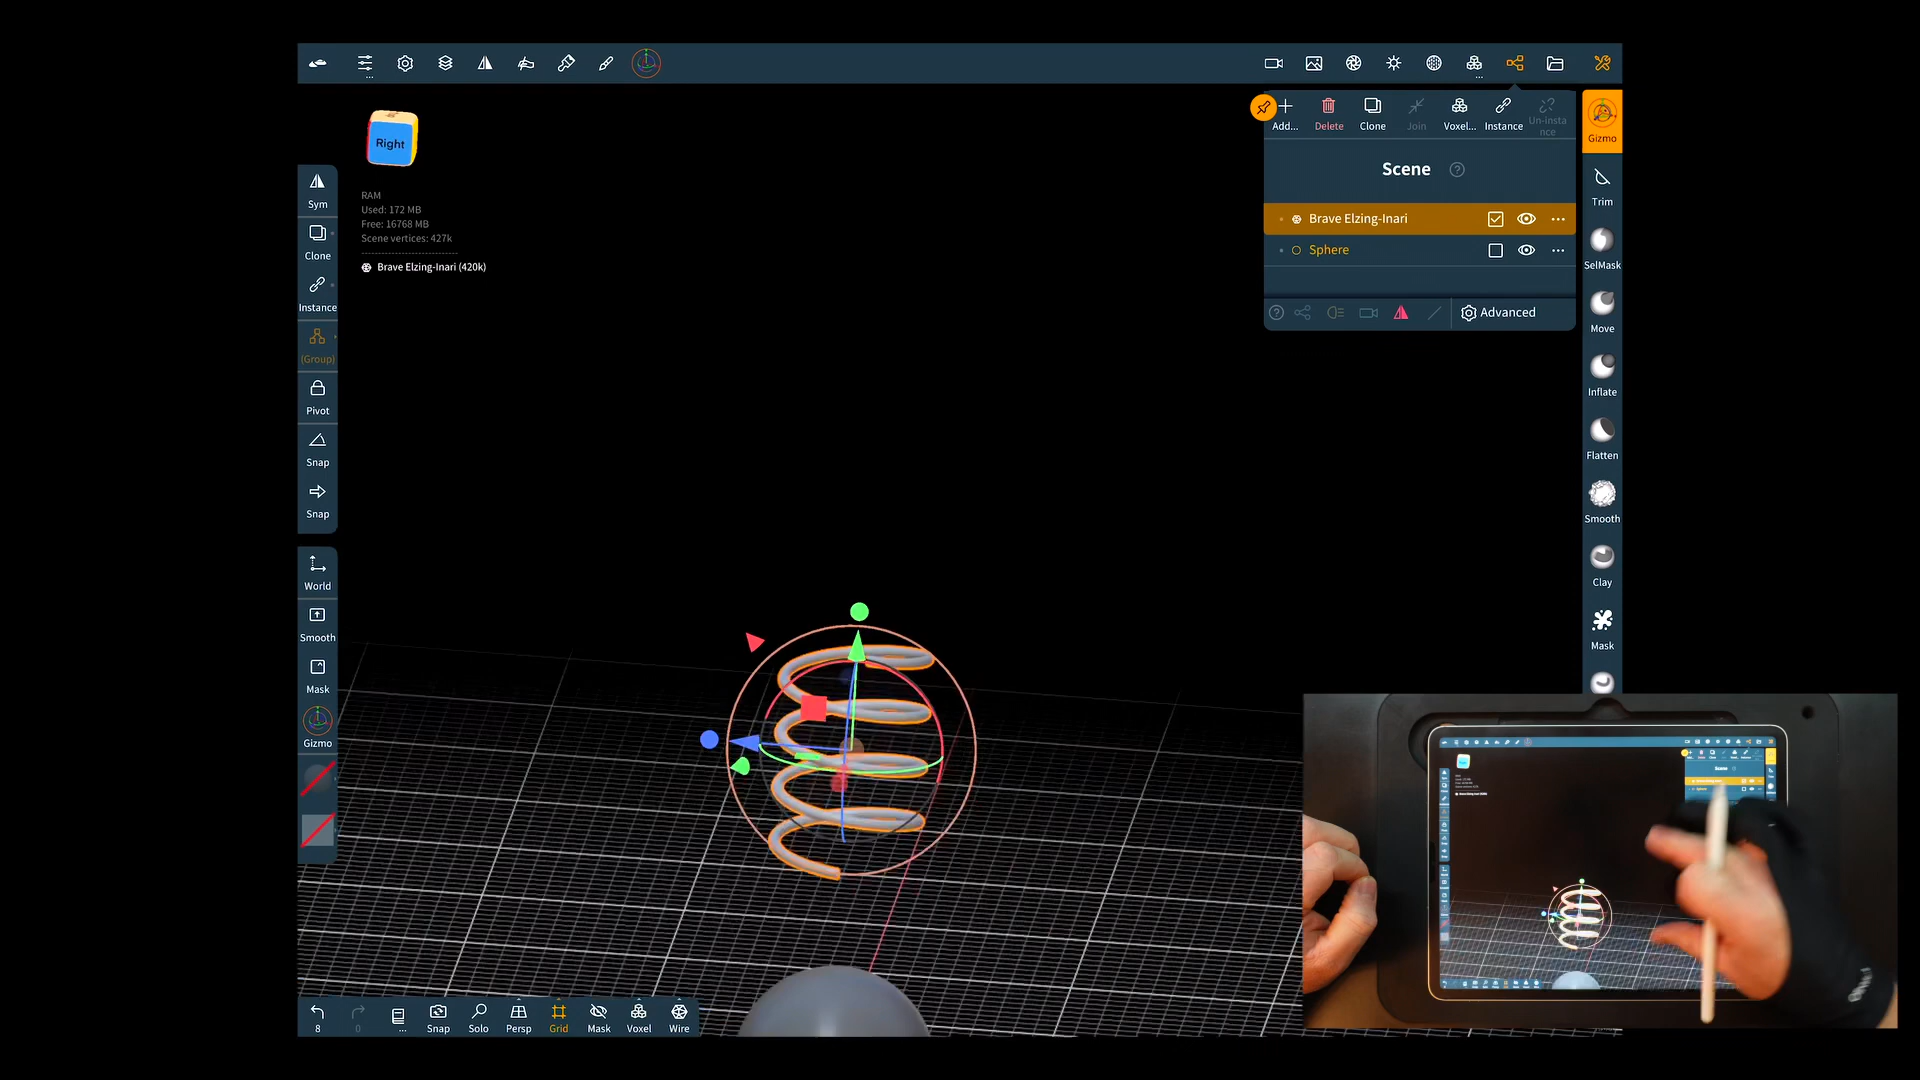 Right
RAM
Used: 172 MB
Free: 16768 MB
Scene vertices: 427k
Brave Elzing-Inari (420k)
Sym
Clone
Instance
(Group)
Pivot
Snap
Snap
World
Smooth
Mask
Gizmo
8
0
...
Snap
Solo
Persp
Grid
Mask
Voxel
Wire
Add...
Delete
Clone
Join
Voxel...
Instance
Un-insta
nce
Scene
Brave Elzing-Inari
Sphere
Advanced
Gizmo
Trim
SelMask
Move
Inflate
Flatten
Smooth
Clay
Mask